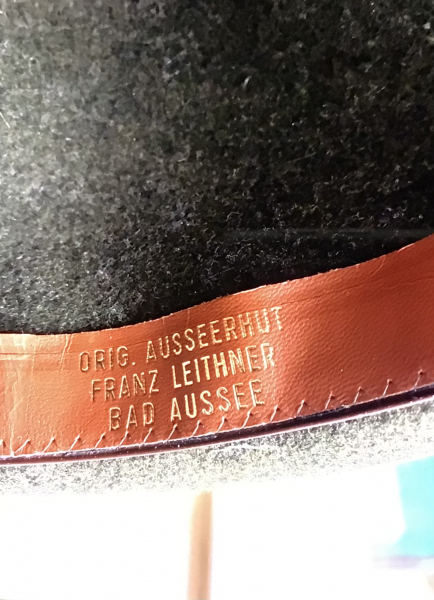 ORIG. AUSSEERHUT
FRANZ LEITHNER
BAD AUSSEE